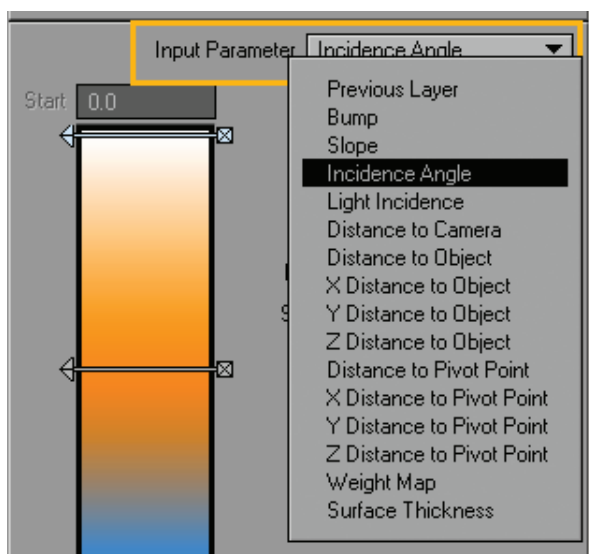 Input Parameter Incidence Angle
Start 0.0
Previous Layer
Bump
Slope
Incidence Angle
Light Incidence
Distance to Camera
Distance to Object
X Distance to Object
Y Distance to Object
Z Distance to Object
Distance to Pivot Point
X Distance to Pivot Point
Y Distance to Pivot Point
Z Distance to Pivot Point
Weight Map
Surface Thickness